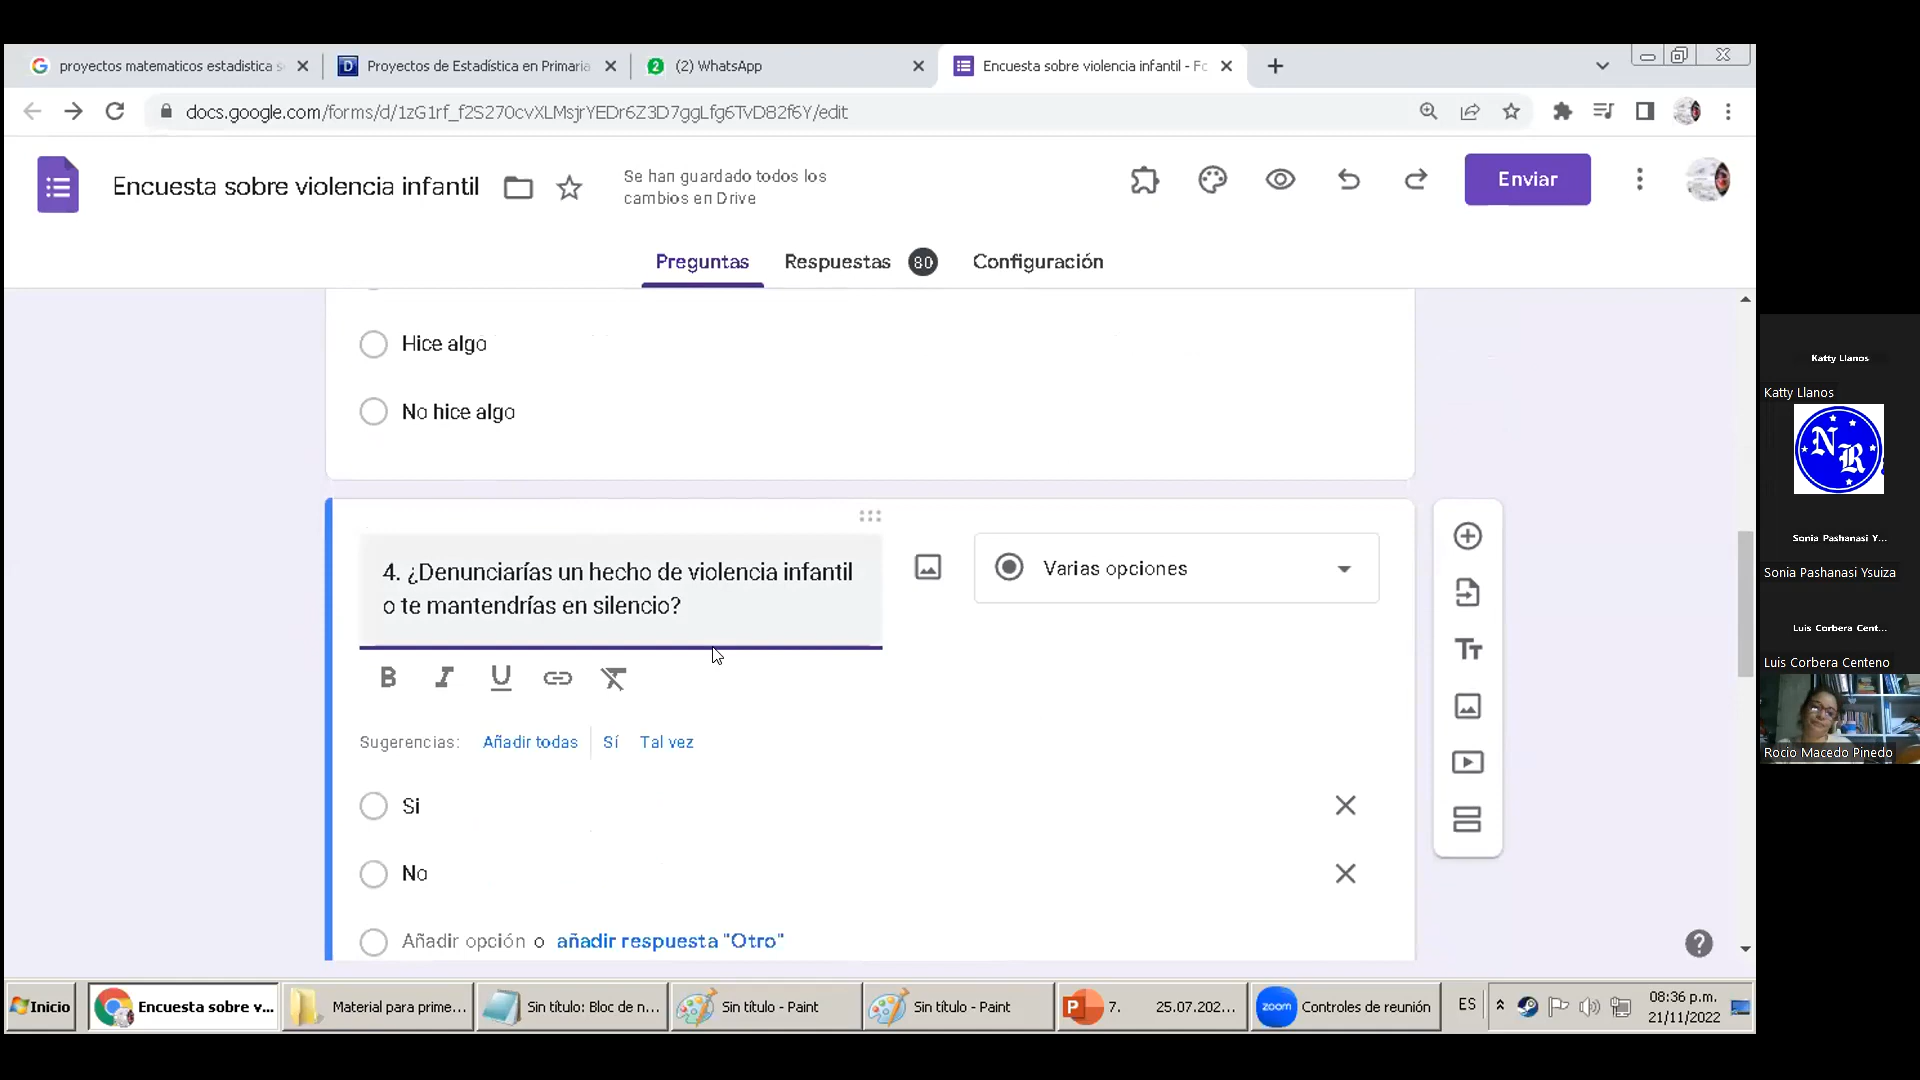 proyectos matematicos estadistica s
Proyectos de Estadística en Primaria
2
(2) WhatsApp
Encuesta sobre violencia infantil - Fo
docs.google.com/forms/d/1zG1rf_f2S270cvXLMsjrYEDr6Z3D7ggLfg6TvD82f6Y/edit
Encuesta sobre violencia infantil
Se han guardado todos los
cambios en Drive
Enviar
Preguntas
Respuestas
80
Configuración
Hice algo
No hice algo
4. ¿Denunciarías un hecho de violencia infantil
o te mantendrías en silencio?
Varias opciones
B I U
Tт
Sugerencias: Añadir todas Sí Tal vez
Si
No
Añadir opción o añadir respuesta "Otro"
Katty Llanos
Katty Llanos
N R
Sonia Pashanasi Y...
Sonia Pashanasi Ysuiza
Luis Corbera Cent...
Luis Corbera Centeno
Rocio Macedo Pinedo
Inicio
Encuesta sobre v...
Material para prime...
Sin título: Bloc de n...
Sin título - Paint
Sin título - Paint
7. 25.07.202...
zoom
Controles de reunión
ES
08:36 p.m.
21/11/2022